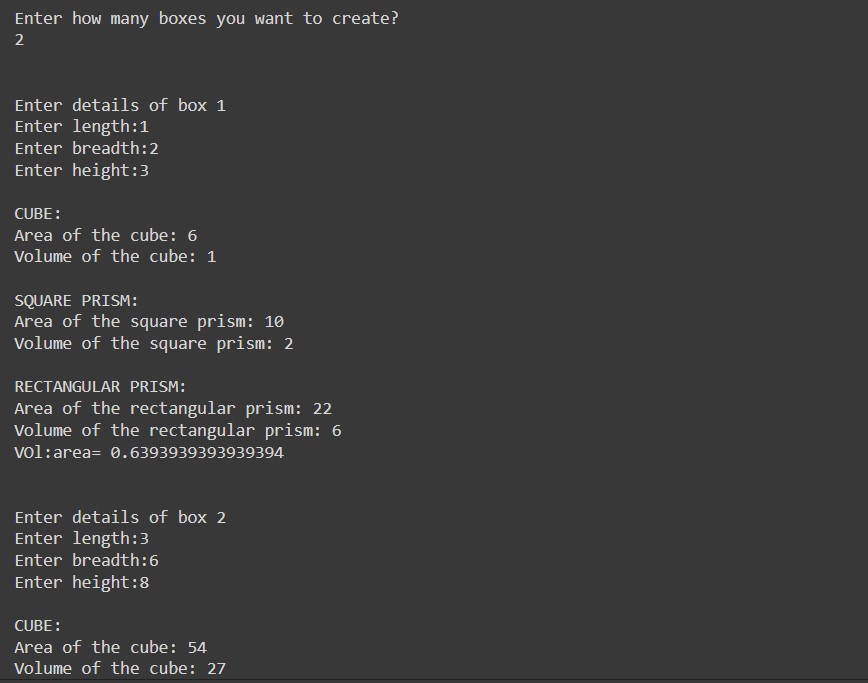 Enter how many boxes you want to create?
2
Enter details of box 1
Enter length:1
Enter breadth:2
Enter height:3
CUBE:
Area of the cube: 6
Volume of the cube: 1
SQUARE PRISM:
Area of the square prism: 10
Volume of the square prism: 2
RECTANGULAR PRISM:
Area of the rectangular prism: 22
Volume of the rectangular prism: 6
VOl:area= 0.6393939393939394
Enter details of box 2
Enter length:3
Enter breadth:6
Enter height:8
CUBE:
Area of the cube: 54
Volume of the cube: 27